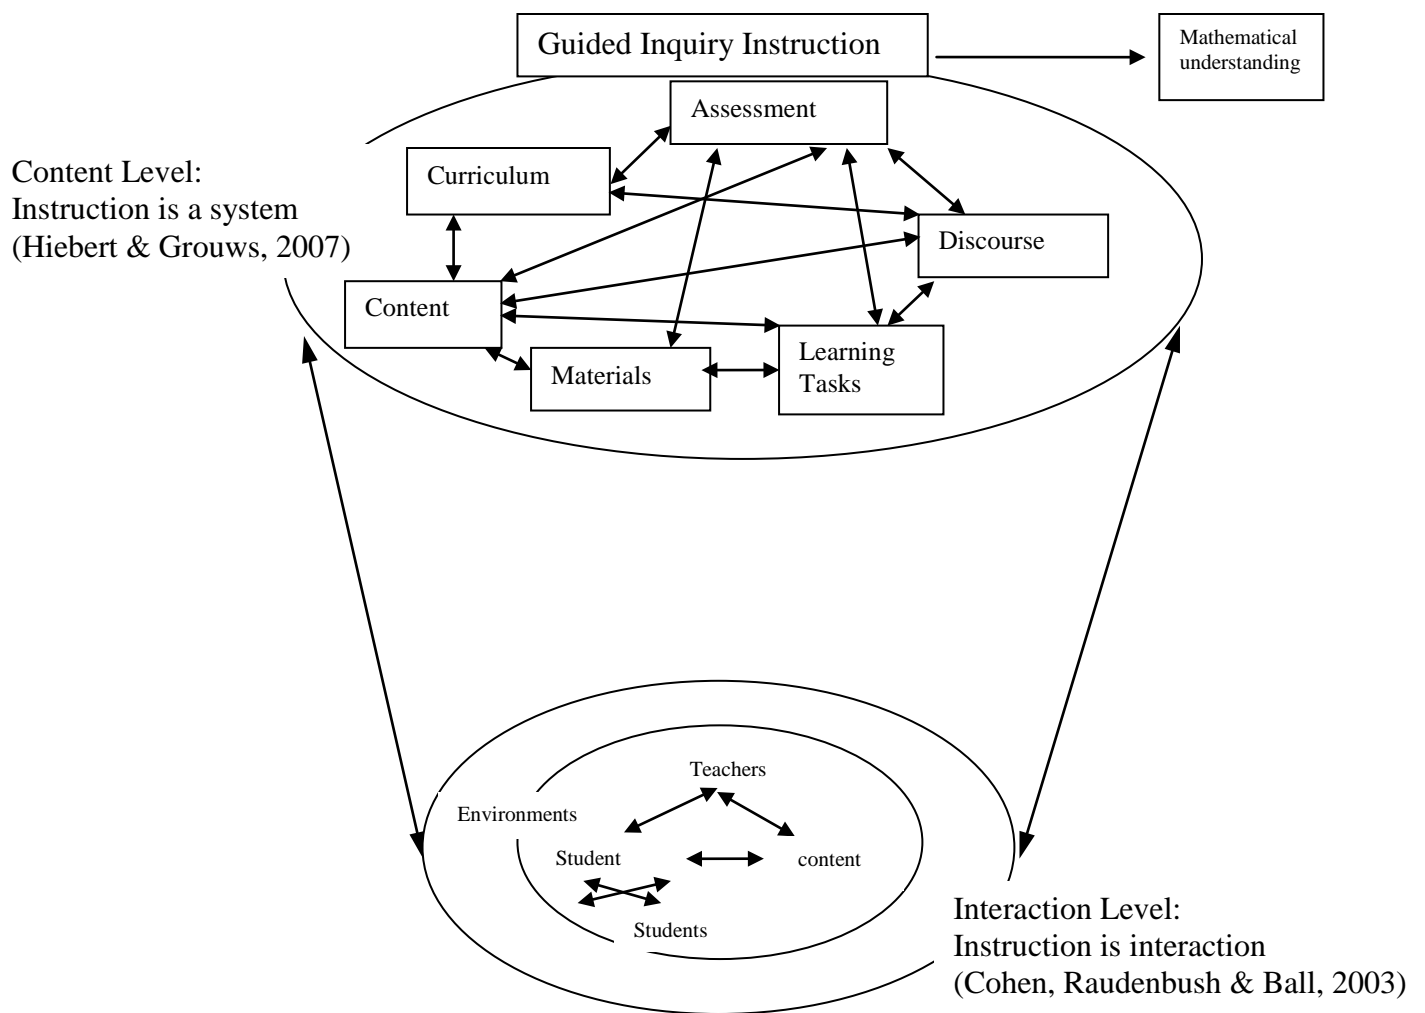 Guided Inquiry Instruction
Mathematical
understanding
Assessment
Content Level:
Instruction is a system
(Hiebert & Grouws, 2007)
Curriculum
Discourse
Content
Learning
Tasks
Materials
Teachers
Environments
Student
content
Students
Interaction Level:
Instruction is interaction
(Cohen, Raudenbush & Ball, 2003)